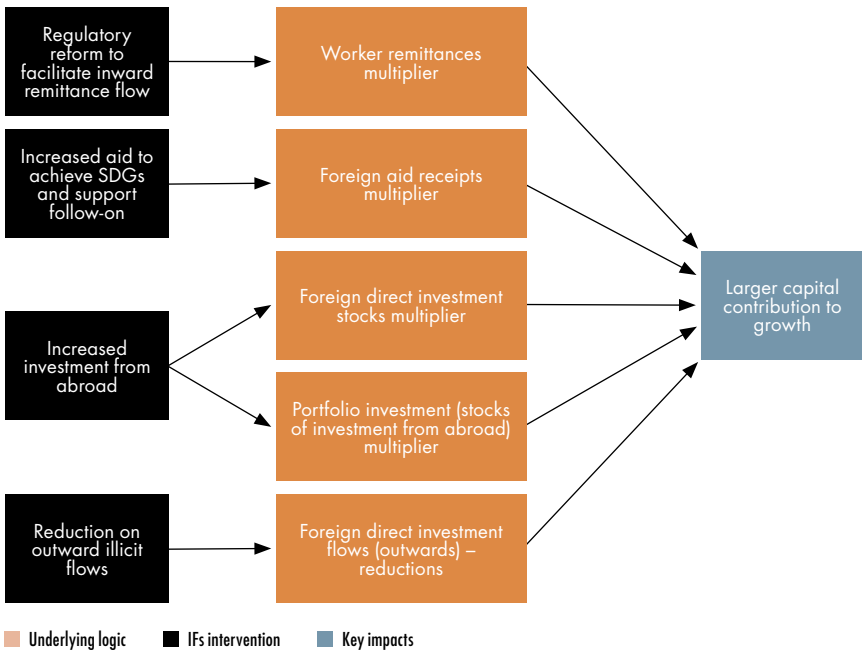 Regulatory
reform to
facilitate inward
remittance flow
Worker remittances
multiplier
Increased aid to
achieve SDGs
and support
follow-on
Foreign aid receipts
multiplier
Increased
investment from
abroad
Foreign direct investment
stocks multiplier
Portfolio investment (stocks
of investment from abroad)
multiplier
Larger capital
contribution to
growth
Reduction on
outward illicit
flows
Foreign direct investment
flows (outwards) –
reductions
Underlying logic
IFs intervention
Key impacts